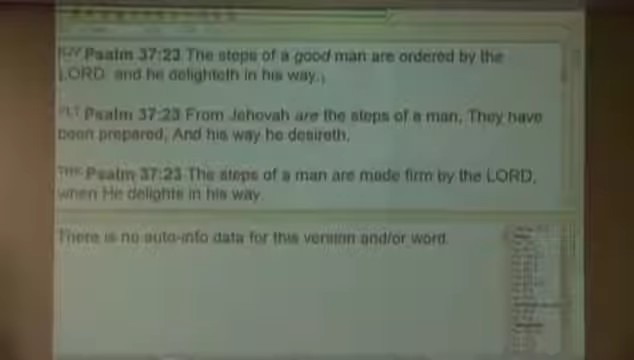 KJV Psalm 37:23 The steps of a good man are ordered by the
LORD: and he delighteth in his way.
YLT Psalm 37:23 From Jehovah are the steps of a man, They have
been prepared, And his way he desireth.
Psalm 37:23 The steps of a man are made firm by the LORD,
when He delights in his way
There is no auto-info data for this version and/or word